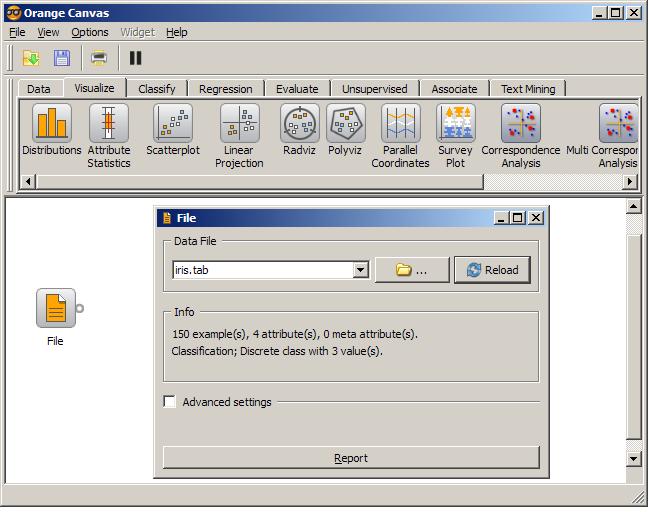 Orange Canvas
File View Options Widget Help
Data Visualize Classify Regression Evaluate Unsupervised Associate Text Mining
Distributions Attribute Statistics Scatterplot Linear Projection Radviz Polyviz Parallel Coordinates Survey Plot Correspondence Analysis Multi Correspor Analysis
File
File
Data File
iris.tab ... Reload
Info
150 example(s), 4 attribute(s), 0 meta attribute(s).
Classification; Discrete class with 3 value(s).
Advanced settings
Report